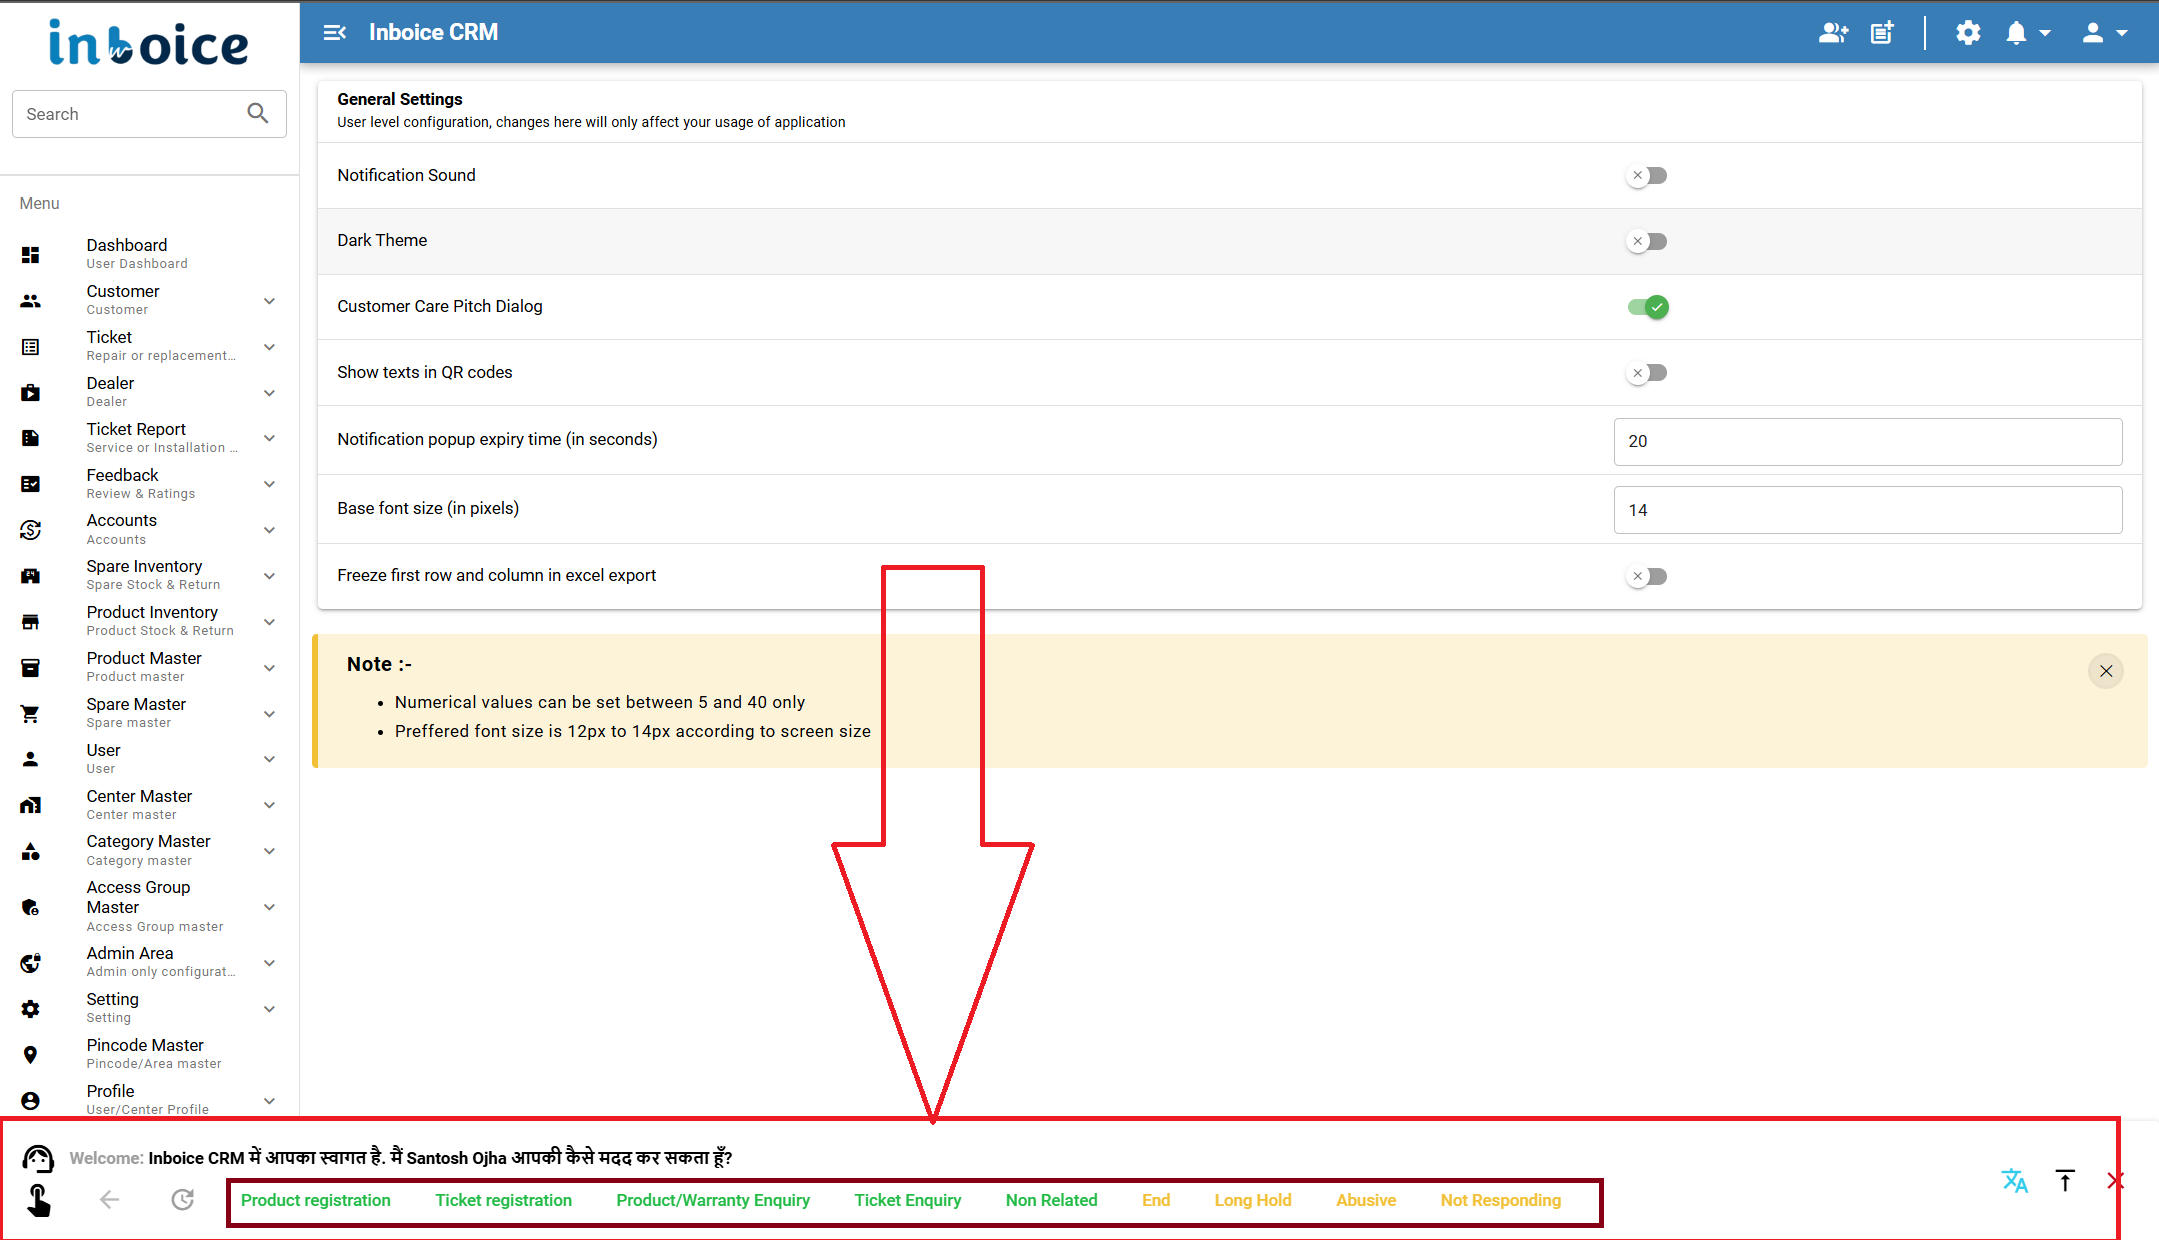 inboice
Inboice CRM
Search
Menu
Dashboard
User Dashboard
Customer
Customer
Ticket
Repair or replacement...
Dealer
Dealer
Ticket Report
Service or Installation ...
Feedback
Review & Ratings
Accounts
Accounts
Spare Inventory
Spare Stock & Return
Product Inventory
Product Stock & Return
Product Master
Product master
Spare Master
Spare master
User
User
Center Master
Center master
Category Master
Category master
Access Group
Master
Access Group master
Admin Area
Admin only configurat...
Setting
Setting
Pincode Master
Pincode/Area master
Profile
User/Center Profile
General Settings
User level configuration, changes here will only affect your usage of application
Notification Sound
Dark Theme
Customer Care Pitch Dialog
Show texts in QR codes
Notification popup expiry time (in seconds) 20
Base font size (in pixels) 14
Freeze first row and column in excel export
Note :-
• Numerical values can be set between 5 and 40 only
• Preffered font size is 12px to 14px according to screen size
Welcome: Inboice CRM में आपका स्वागत है. मैं Santosh Ojha आपकी कैसे मदद कर सकता हूँ?
Product registration Ticket registration Product/Warranty Enquiry Ticket Enquiry Non Related End Long Hold Abusive Not Responding